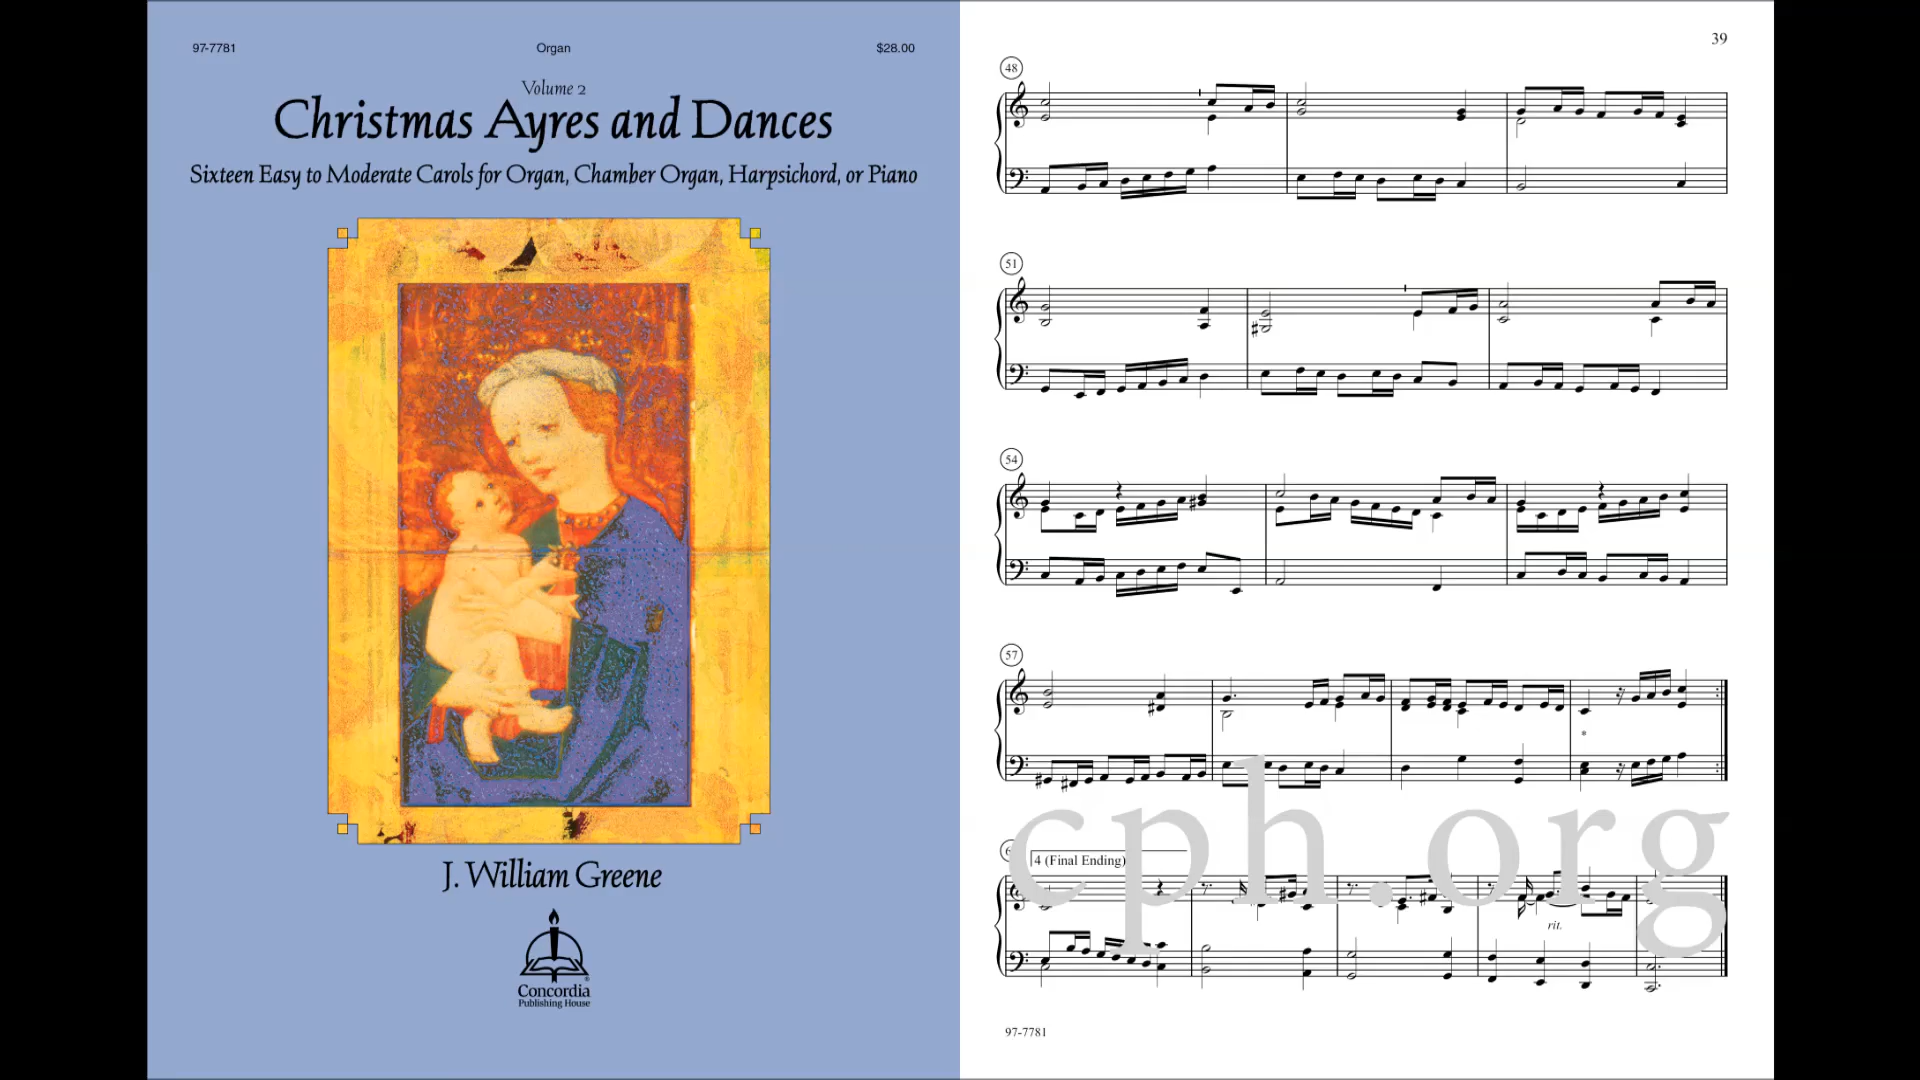 97-7781 Organ $28.00
Volume 2
Christmas Ayres and Dances
Sixteen Easy to Moderate Carols for Organ, Chamber Organ, Harpsichord, or Piano
J. William Greene
Concordia
Publishing House
39
48
51
54
57
4 (Final Ending)
rit.
cph.org
97-7781